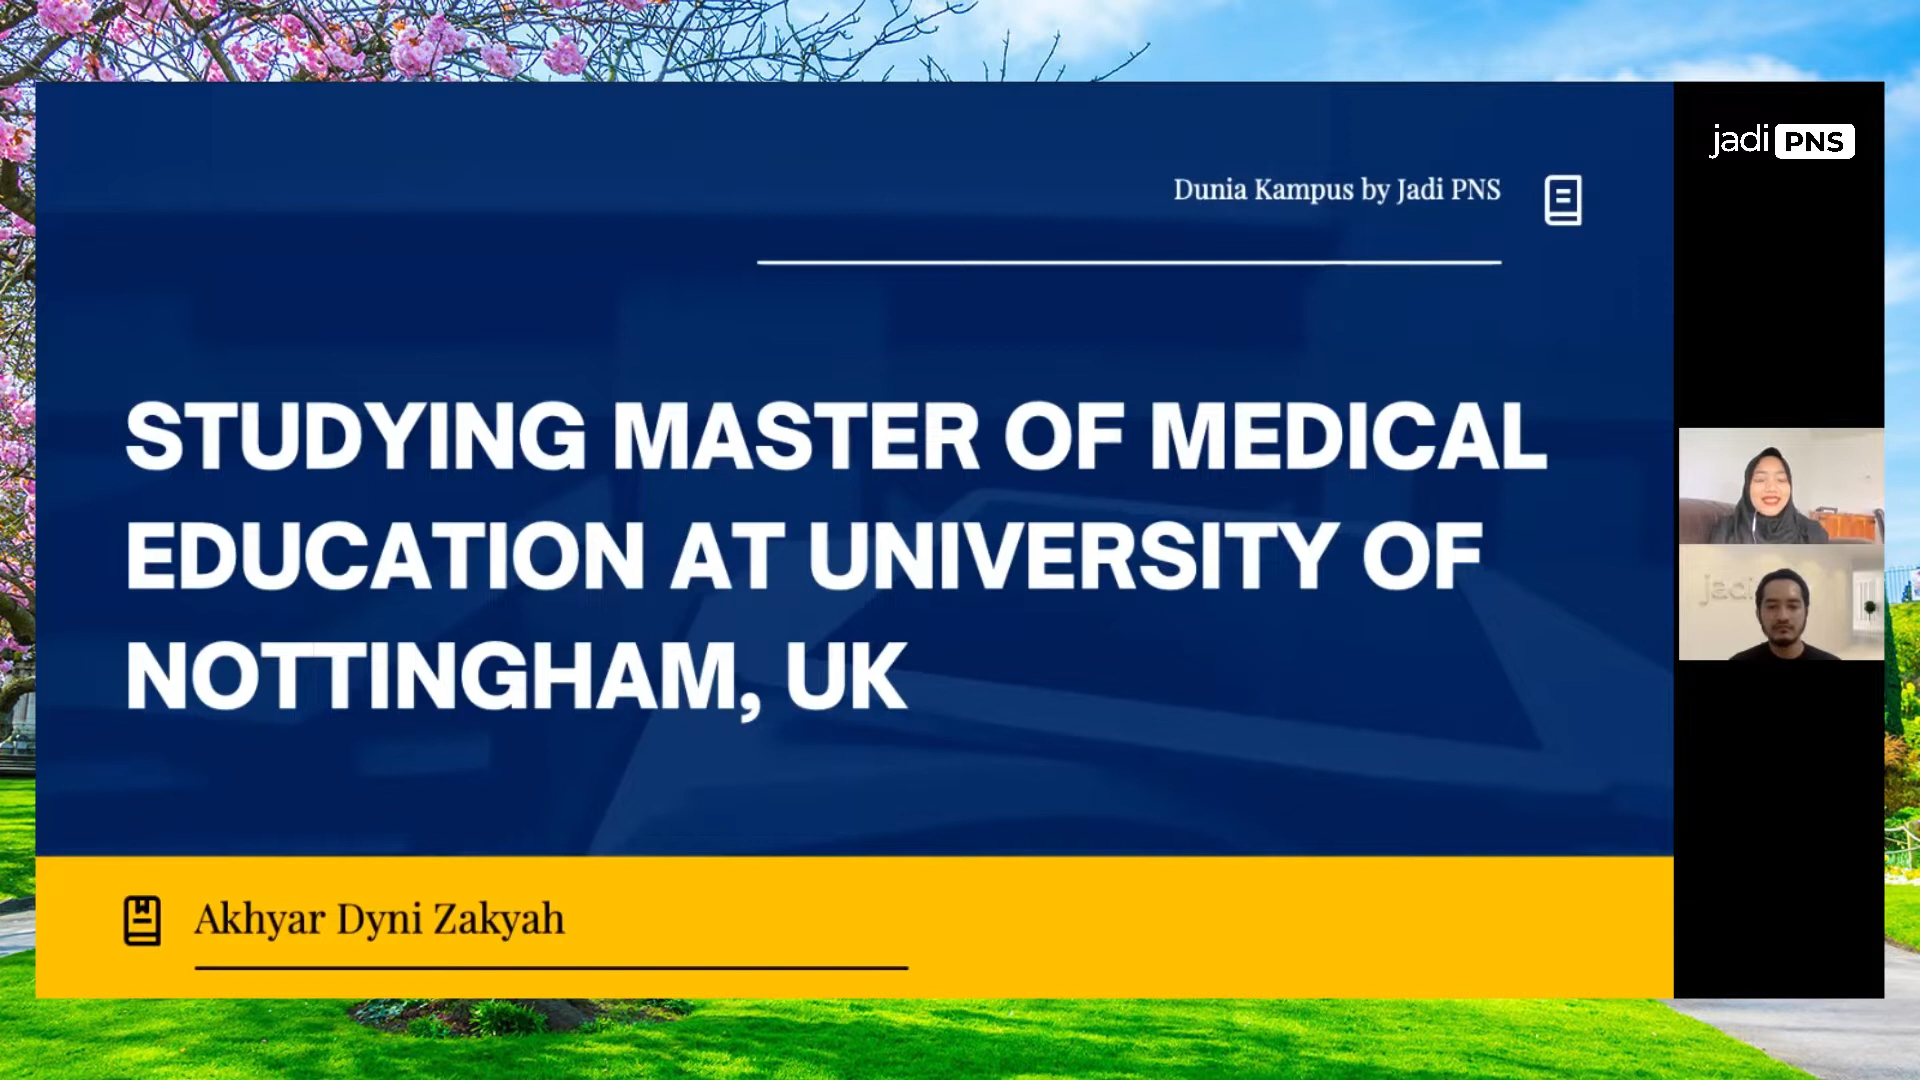 jadi PNS
Dunia Kampus by Jadi PNS
STUDYING MASTER OF MEDICAL
EDUCATION AT UNIVERSITY OF
NOTTINGHAM, UK
jadi
Akhyar Dyni Zakyah